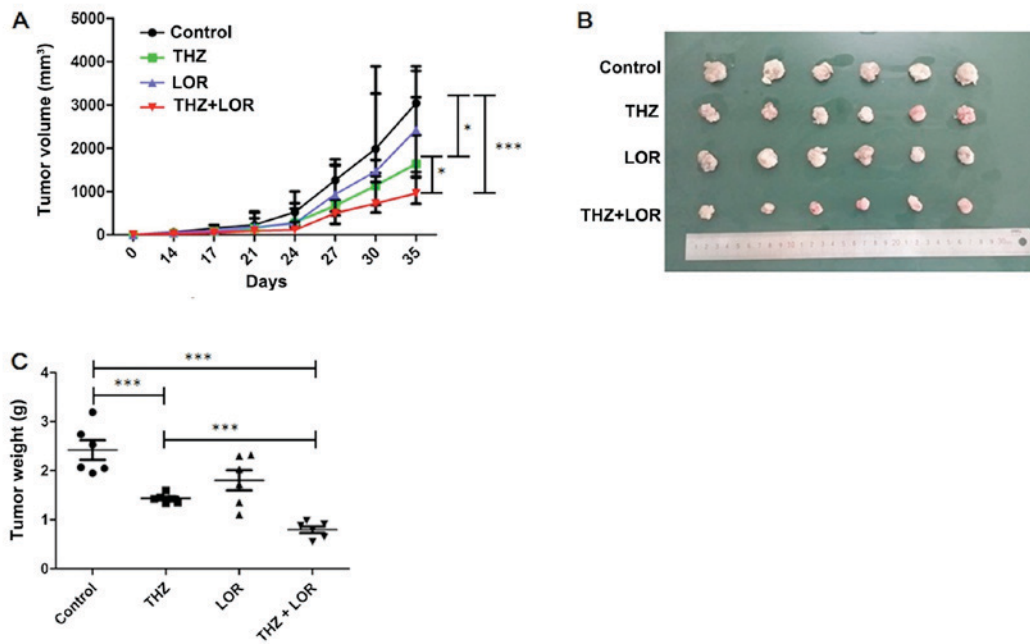 A
Tumor volume (mm³)
5000
4000
3000
2000
1000
0
Control
THZ
LOR
THZ+LOR
*
*
***
0 14 17 21 24 27 30 35
Days
B
Control
THZ
LOR
THZ+LOR
C
Tumor weight (g)
4
3
2
1
0
***
***
***
Control
THZ
LOR
THZ + LOR